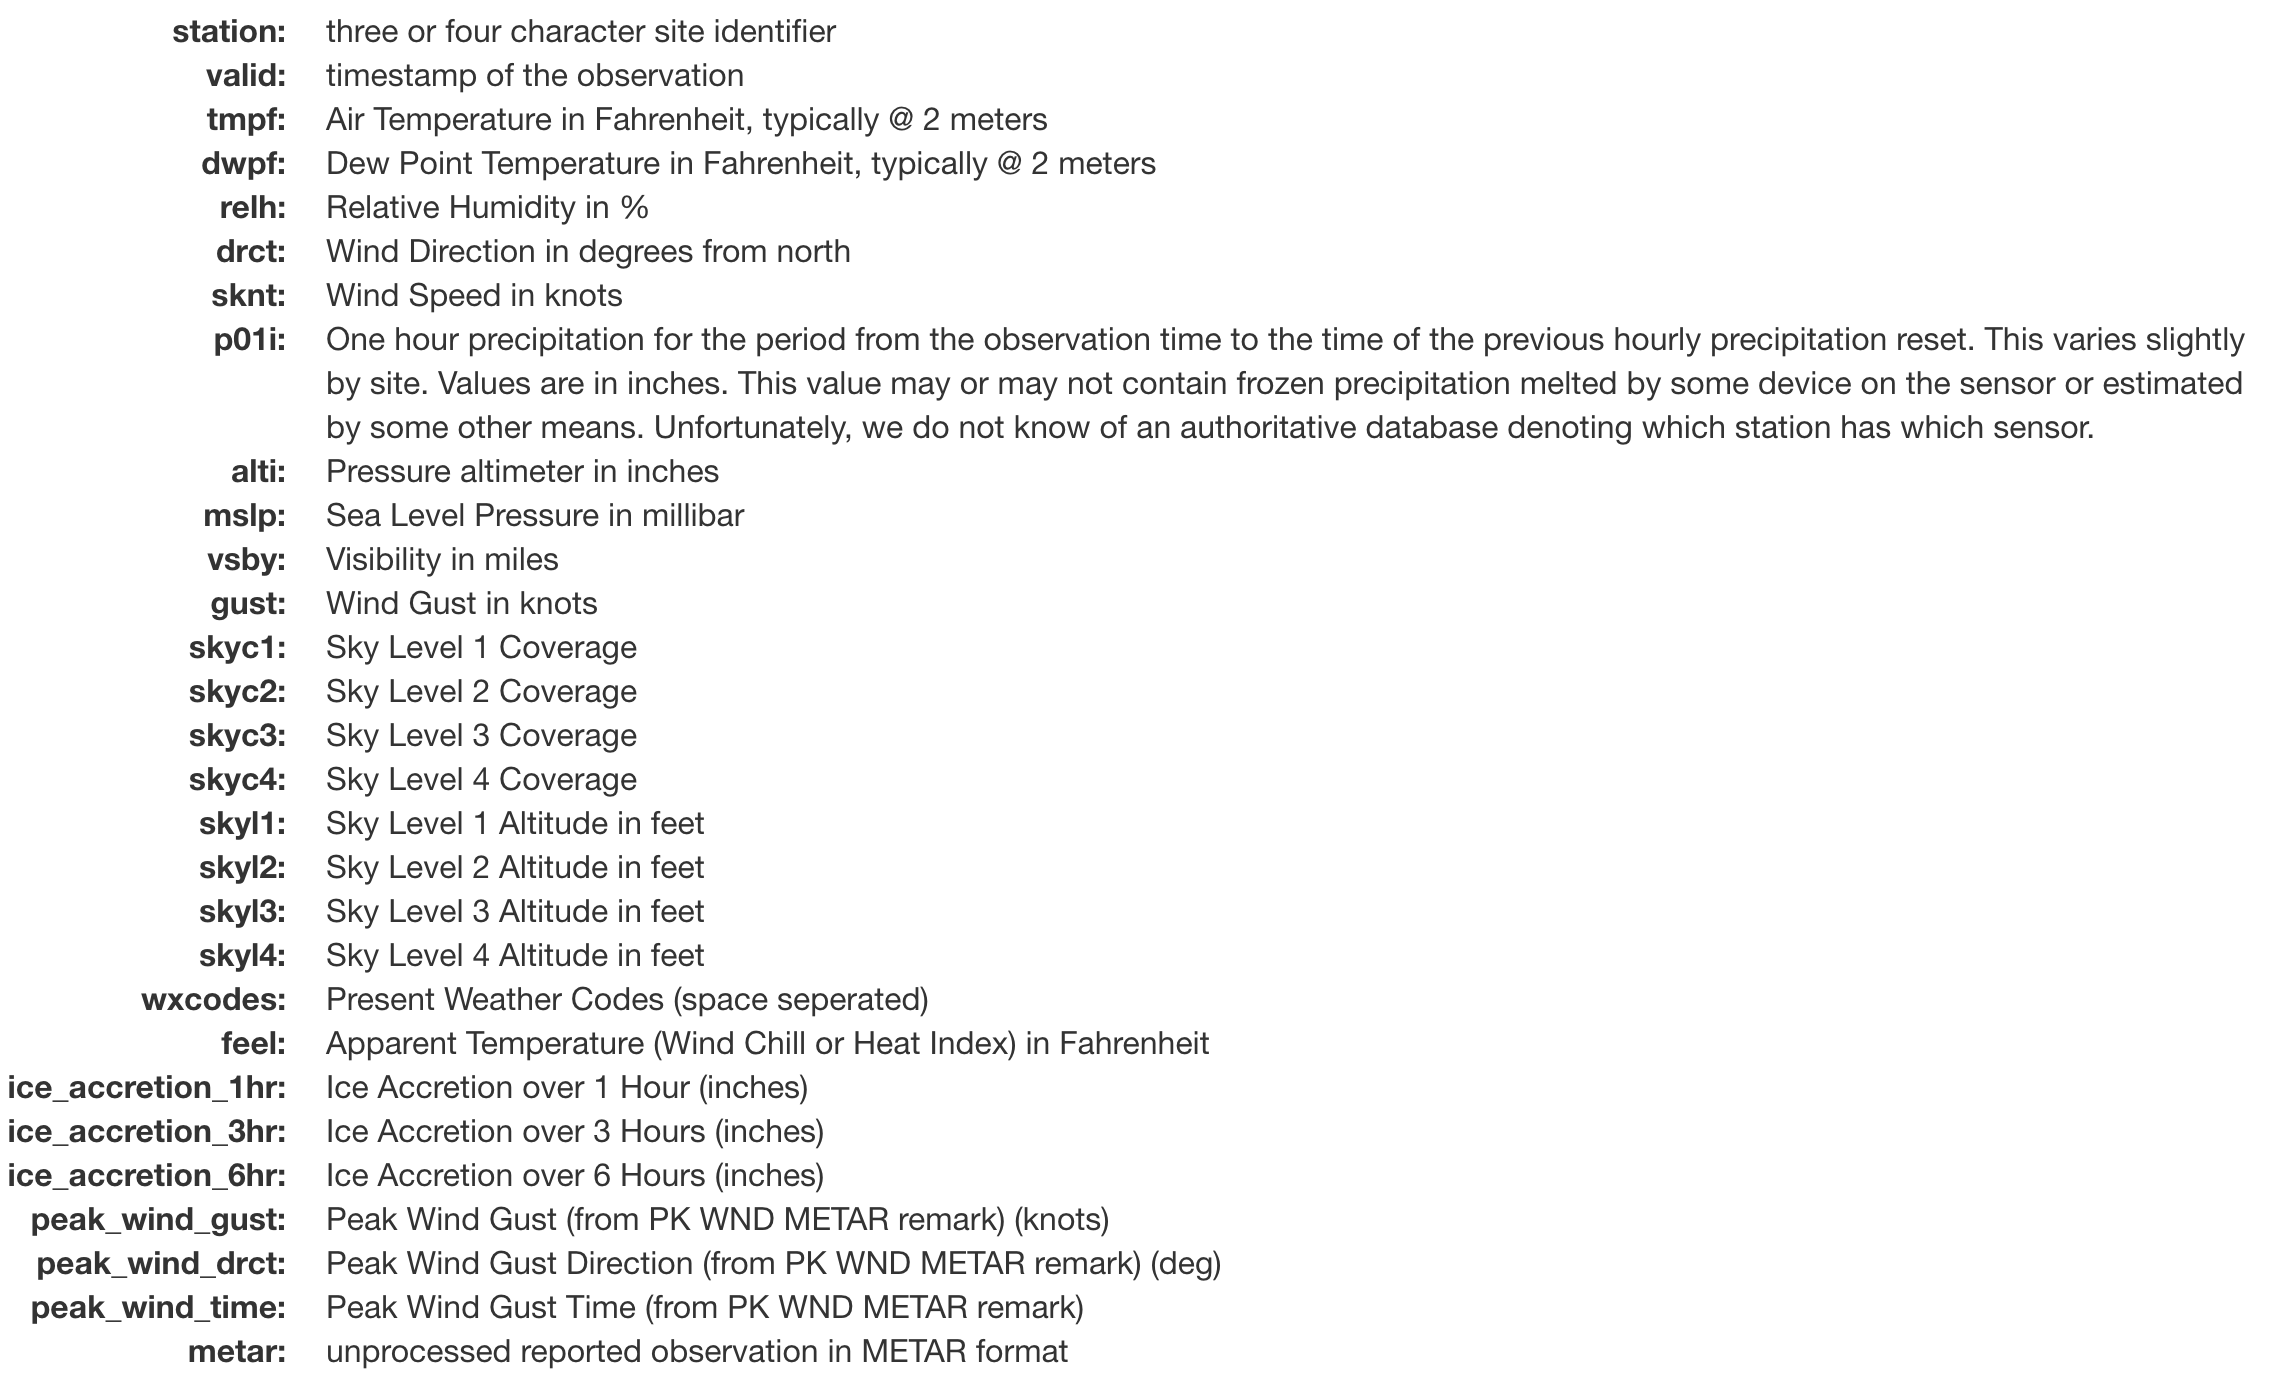 station: three or four character site identifier
valid: timestamp of the observation
tmpf: Air Temperature in Fahrenheit, typically @ 2 meters
dwpf: Dew Point Temperature in Fahrenheit, typically @ 2 meters
relh: Relative Humidity in %
drct: Wind Direction in degrees from north
sknt: Wind Speed in knots
p01i: One hour precipitation for the period from the observation time to the time of the previous hourly precipitation reset. This varies slightly
by site. Values are in inches. This value may or may not contain frozen precipitation melted by some device on the sensor or estimated
by some other means. Unfortunately, we do not know of an authoritative database denoting which station has which sensor.
alti: Pressure altimeter in inches
mslp: Sea Level Pressure in millibar
vsby: Visibility in miles
gust: Wind Gust in knots
skyc1: Sky Level 1 Coverage
skyc2: Sky Level 2 Coverage
skyc3: Sky Level 3 Coverage
skyc4: Sky Level 4 Coverage
skyl1: Sky Level 1 Altitude in feet
skyl2: Sky Level 2 Altitude in feet
skyl3: Sky Level 3 Altitude in feet
skyl4: Sky Level 4 Altitude in feet
wxcodes: Present Weather Codes (space seperated)
feel: Apparent Temperature (Wind Chill or Heat Index) in Fahrenheit
ice_accretion_1hr: Ice Accretion over 1 Hour (inches)
ice_accretion_3hr: Ice Accretion over 3 Hours (inches)
ice_accretion_6hr: Ice Accretion over 6 Hours (inches)
peak_wind_gust: Peak Wind Gust (from PK WND METAR remark) (knots)
peak_wind_drct: Peak Wind Gust Direction (from PK WND METAR remark) (deg)
peak_wind_time: Peak Wind Gust Time (from PK WND METAR remark)
metar: unprocessed reported observation in METAR format